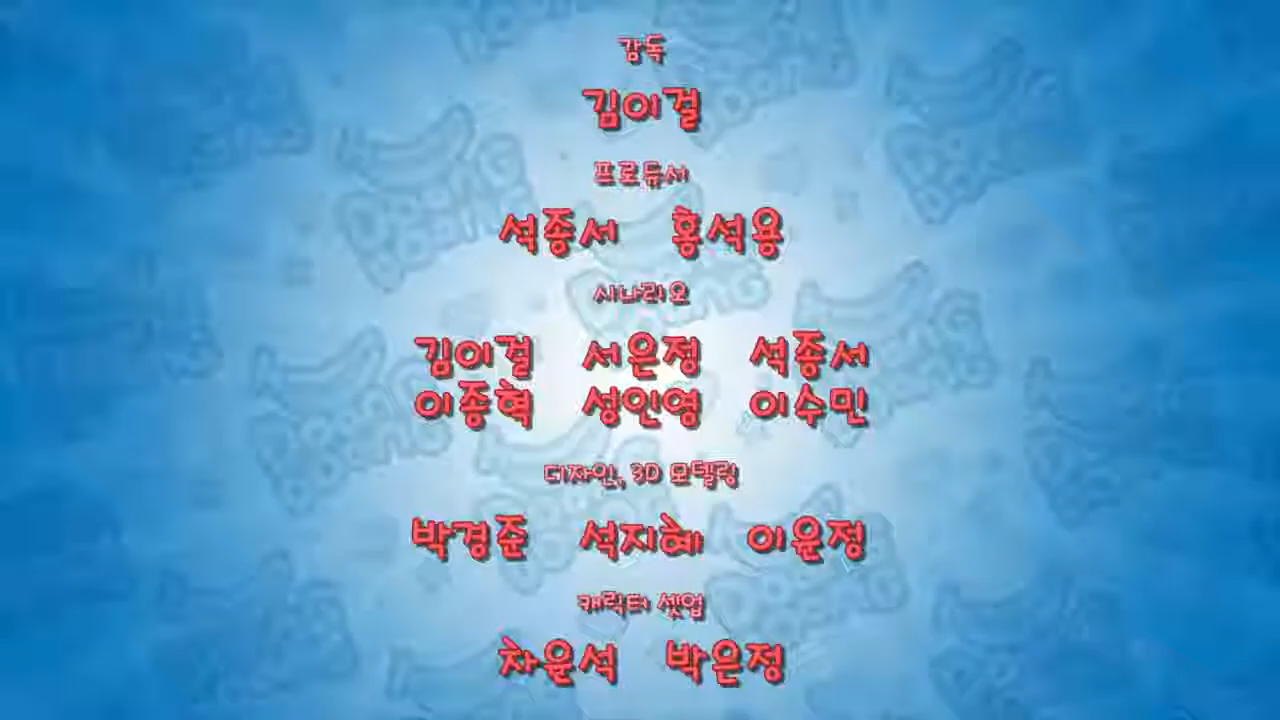 감독
김이걸
프로듀서
석종서 홍석용
시나리오
김이걸 서은정 석종서
이종혁 성인영 이수민
디자인, 3D 모델링
박경준 석지혜 이윤정
캐릭터 셋업
차윤석 박은정